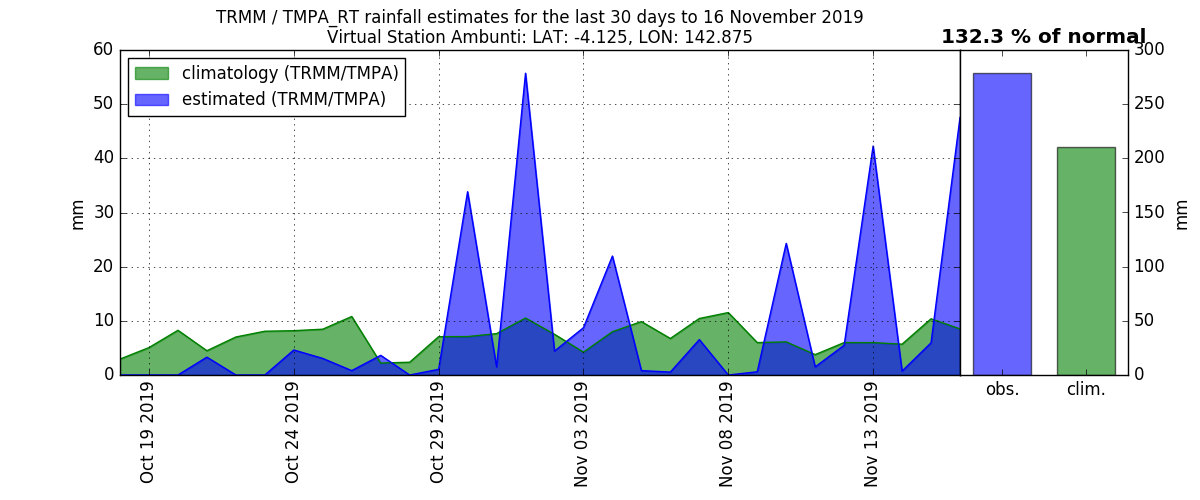 TRMM / TMPA_RT rainfall estimates for the last 30 days to 16 November 2019
Virtual Station Ambunti: LAT: -4.125, LON: 142.875
132.3 % of normal
climatology (TRMM/TMPA)
estimated (TRMM/TMPA)
60
50
40
30
20
10
0
mm
Oct 19 2019
Oct 24 2019
Oct 29 2019
Nov 03 2019
Nov 08 2019
Nov 13 2019
300
250
200
150
100
50
0
mm
obs.
clim.